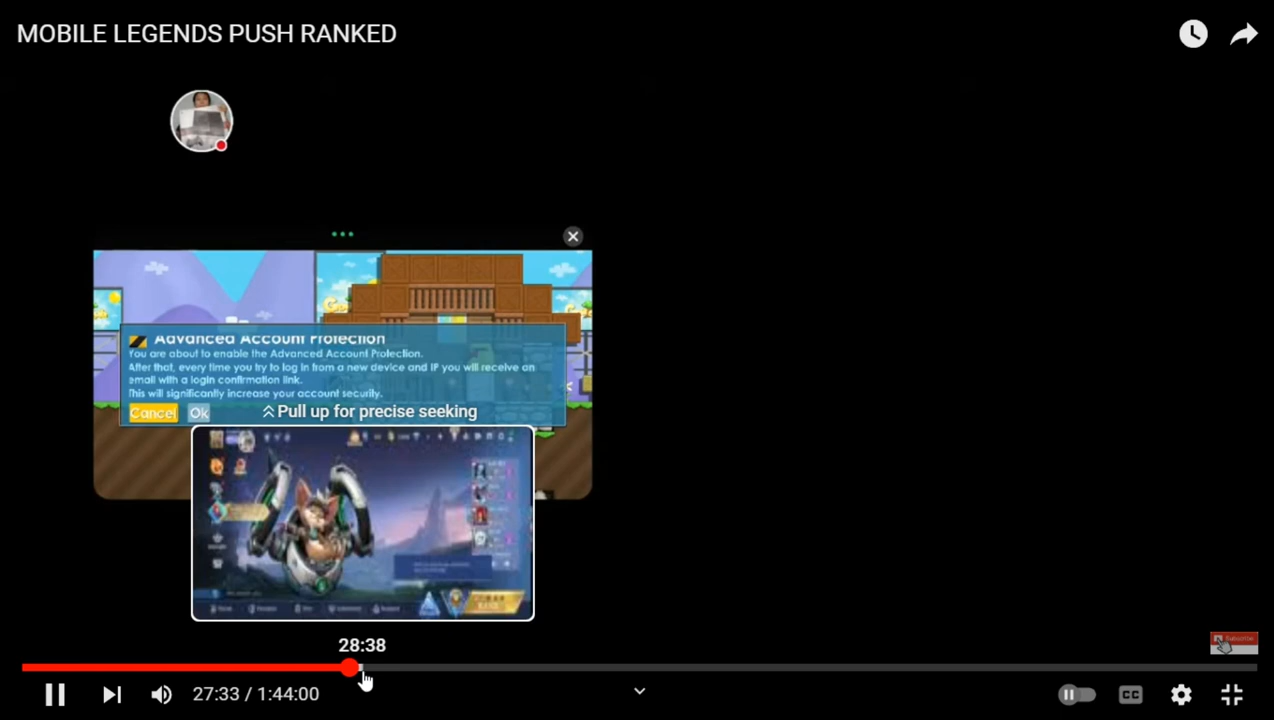 MOBILE LEGENDS PUSH RANKED
Advanced Account Protection
You are about to enable the Advanced Account Protection.
After that, every time you try to log in from a new device and IP you will receive an
email with a login confirmation link.
This will significantly increase your account security.
Cancel Ok
Pull up for precise seeking
28:38
Subscribe
27:33 / 1:44:00
CC